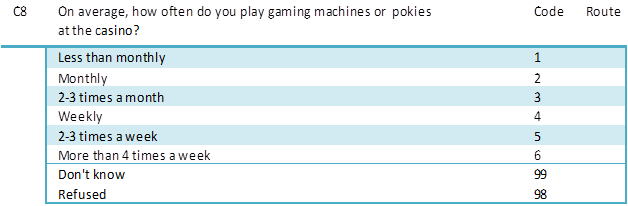 C8 On average, how often do you play gaming machines or pokies Code Route
at the casino?
Less than monthly 1
Monthly 2
2-3 times a month 3
Weekly 4
2-3 times a week 5
More than 4 times a week 6
Don't know 99
Refused 98